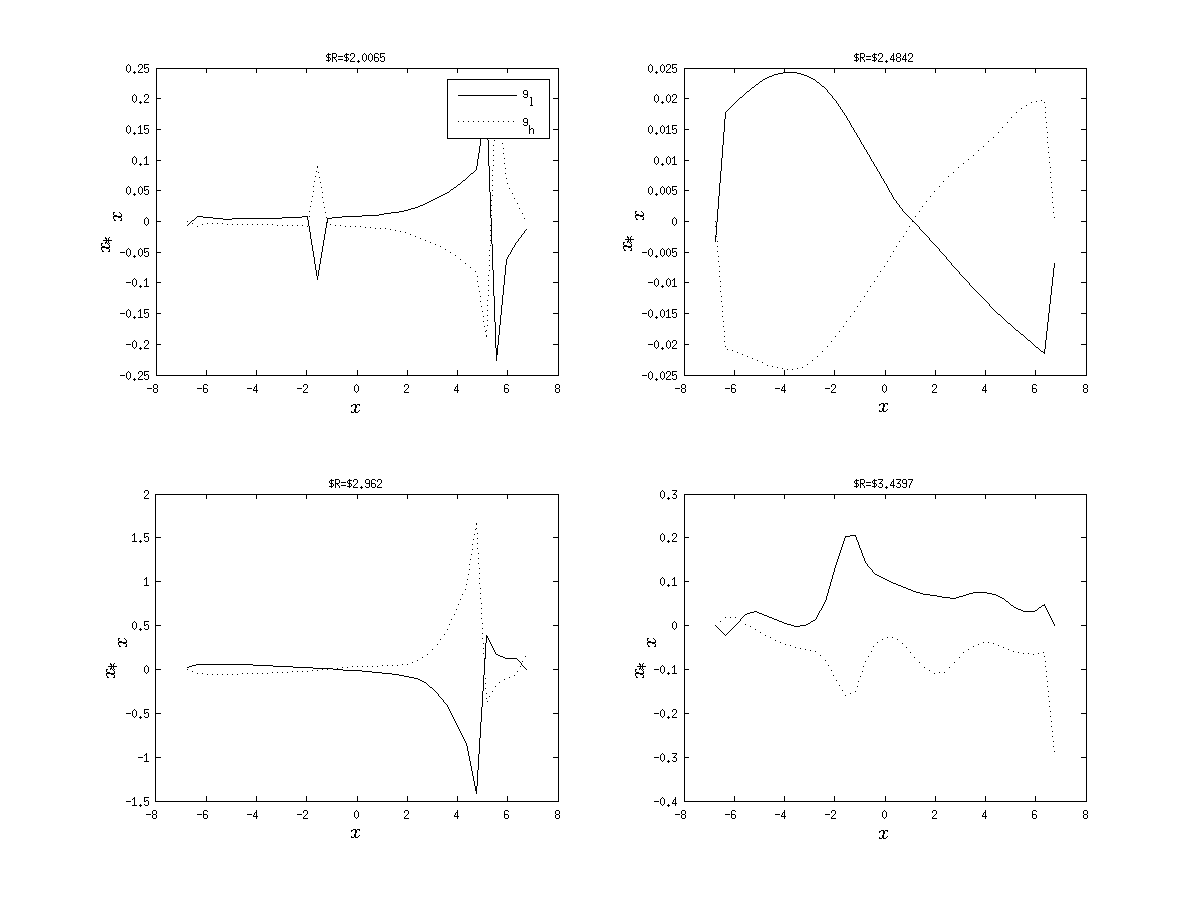 $R=$2.0065
0.25
0.2
0.15
0.1
0.05
0
-0.05
-0.1
-0.15
-0.2
-0.25
-8 -6 -4 -2 0 2 4 6 8
x
x* x
g_l
g_h
$R=$2.4842
0.025
0.02
0.015
0.01
0.005
0
-0.005
-0.01
-0.015
-0.02
-0.025
-8 -6 -4 -2 0 2 4 6 8
x
x* x
$R=$2.962
2
1.5
1
0.5
0
-0.5
-1
-1.5
-8 -6 -4 -2 0 2 4 6 8
x
x* x
$R=$3.4397
0.3
0.2
0.1
0
-0.1
-0.2
-0.3
-0.4
-8 -6 -4 -2 0 2 4 6 8
x
x* x